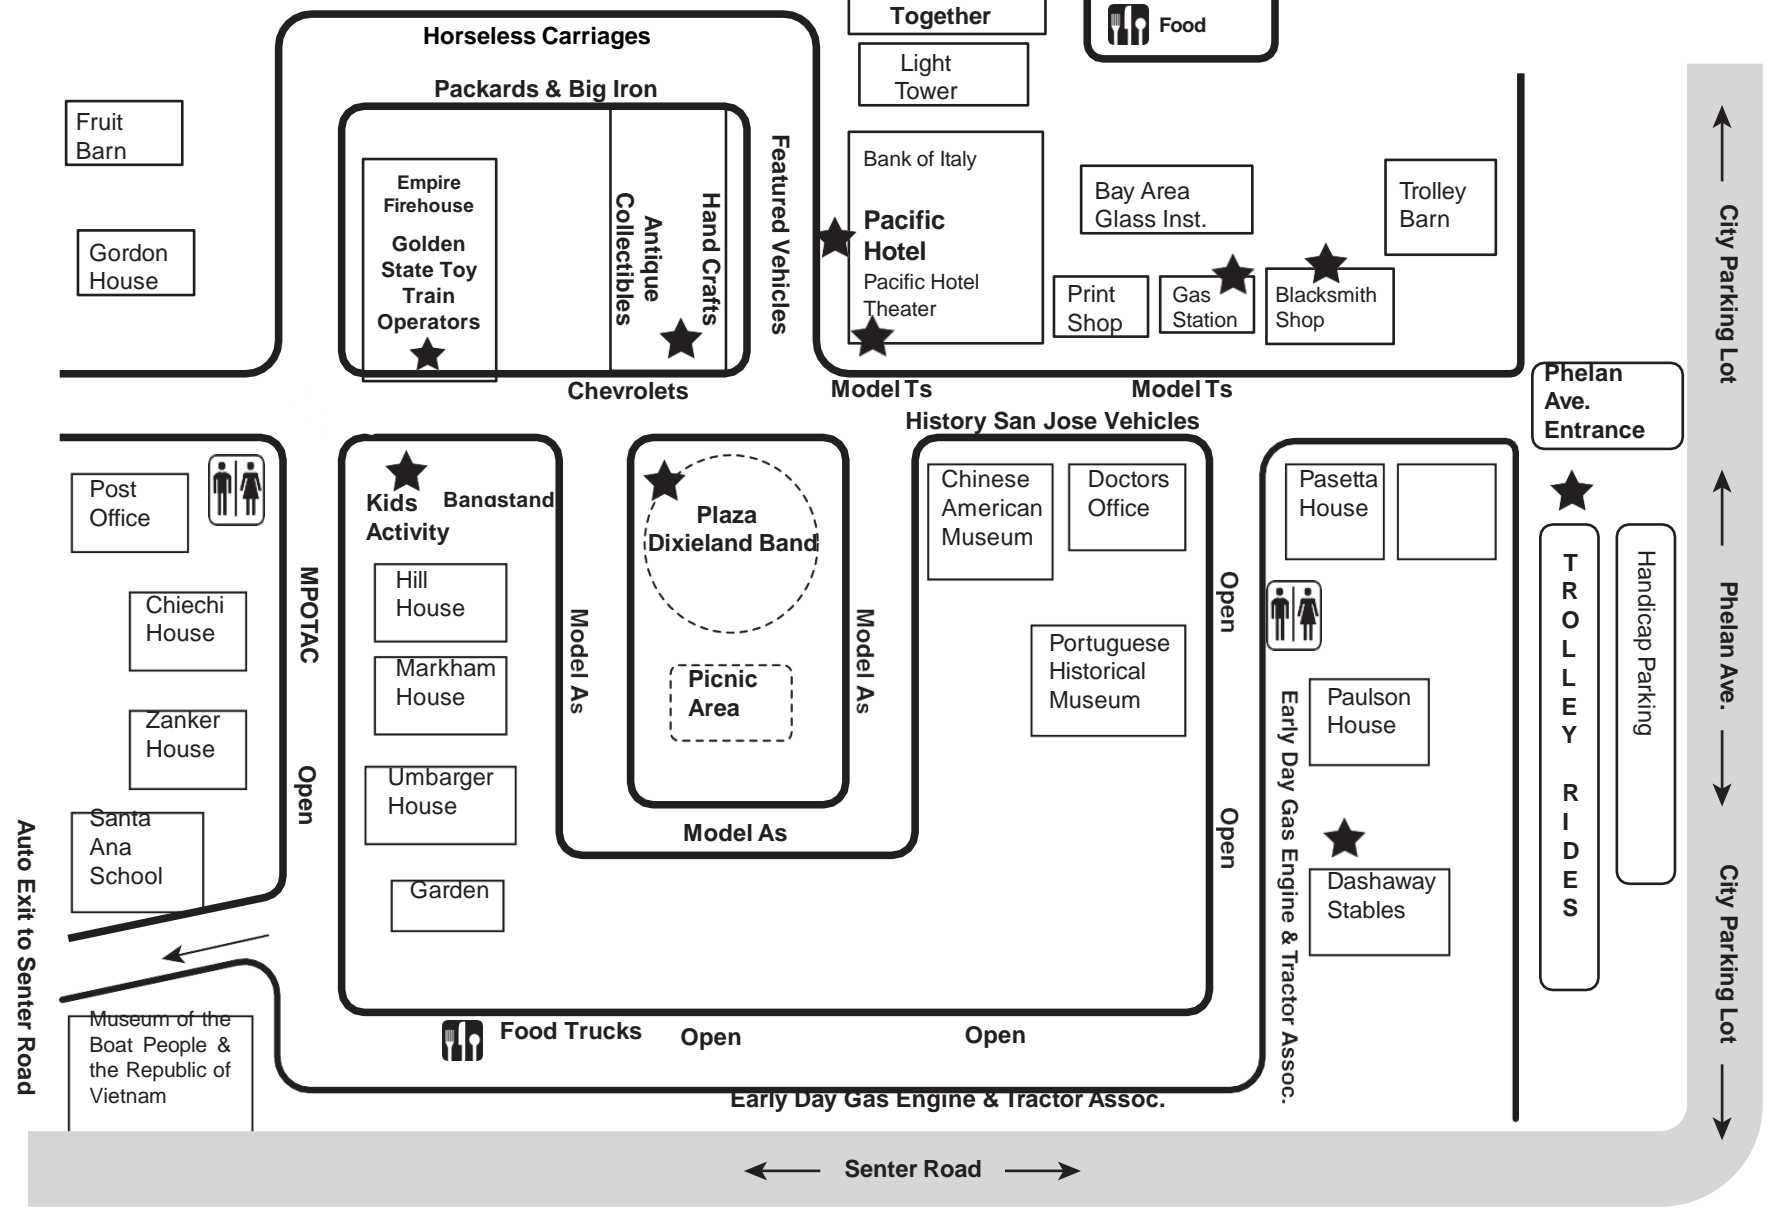 Together
Food
Horseless Carriages
Packards & Big Iron
Light
Tower
Fruit
Barn
Gordon
House
Empire
Firehouse
Golden
State Toy
Train
Operators
Antique
Collectibles
Hand Crafts
Featured Vehicles
Bank of Italy
Pacific
Hotel
Pacific Hotel
Theater
Bay Area
Glass Inst.
Trolley
Barn
Print
Shop
Gas
Station
Blacksmith
Shop
City Parking Lot
Chevrolets
Model Ts
Model Ts
History San Jose Vehicles
Phelan
Ave.
Entrance
Post
Office
Kids
Activity
Bandstand
Plaza
Dixieland Band
Chinese
American
Museum
Doctors
Office
Pasetta
House
Chiechi
House
MPOTAC
Hill
House
Markham
House
Model As
Picnic
Area
Model As
Portuguese
Historical
Museum
Open
Paulson
House
TROLLEY RIDES
Handicap Parking
Phelan Ave.
Zanker
House
Open
Umbarger
House
Model As
Open
Early Day Gas Engine & Tractor Assoc.
Santa
Ana
School
Garden
Dashaway
Stables
City Parking Lot
Auto Exit to Senter Road
Museum of the
Boat People &
the Republic of
Vietnam
Food Trucks
Open
Open
Early Day Gas Engine & Tractor Assoc.
Senter Road